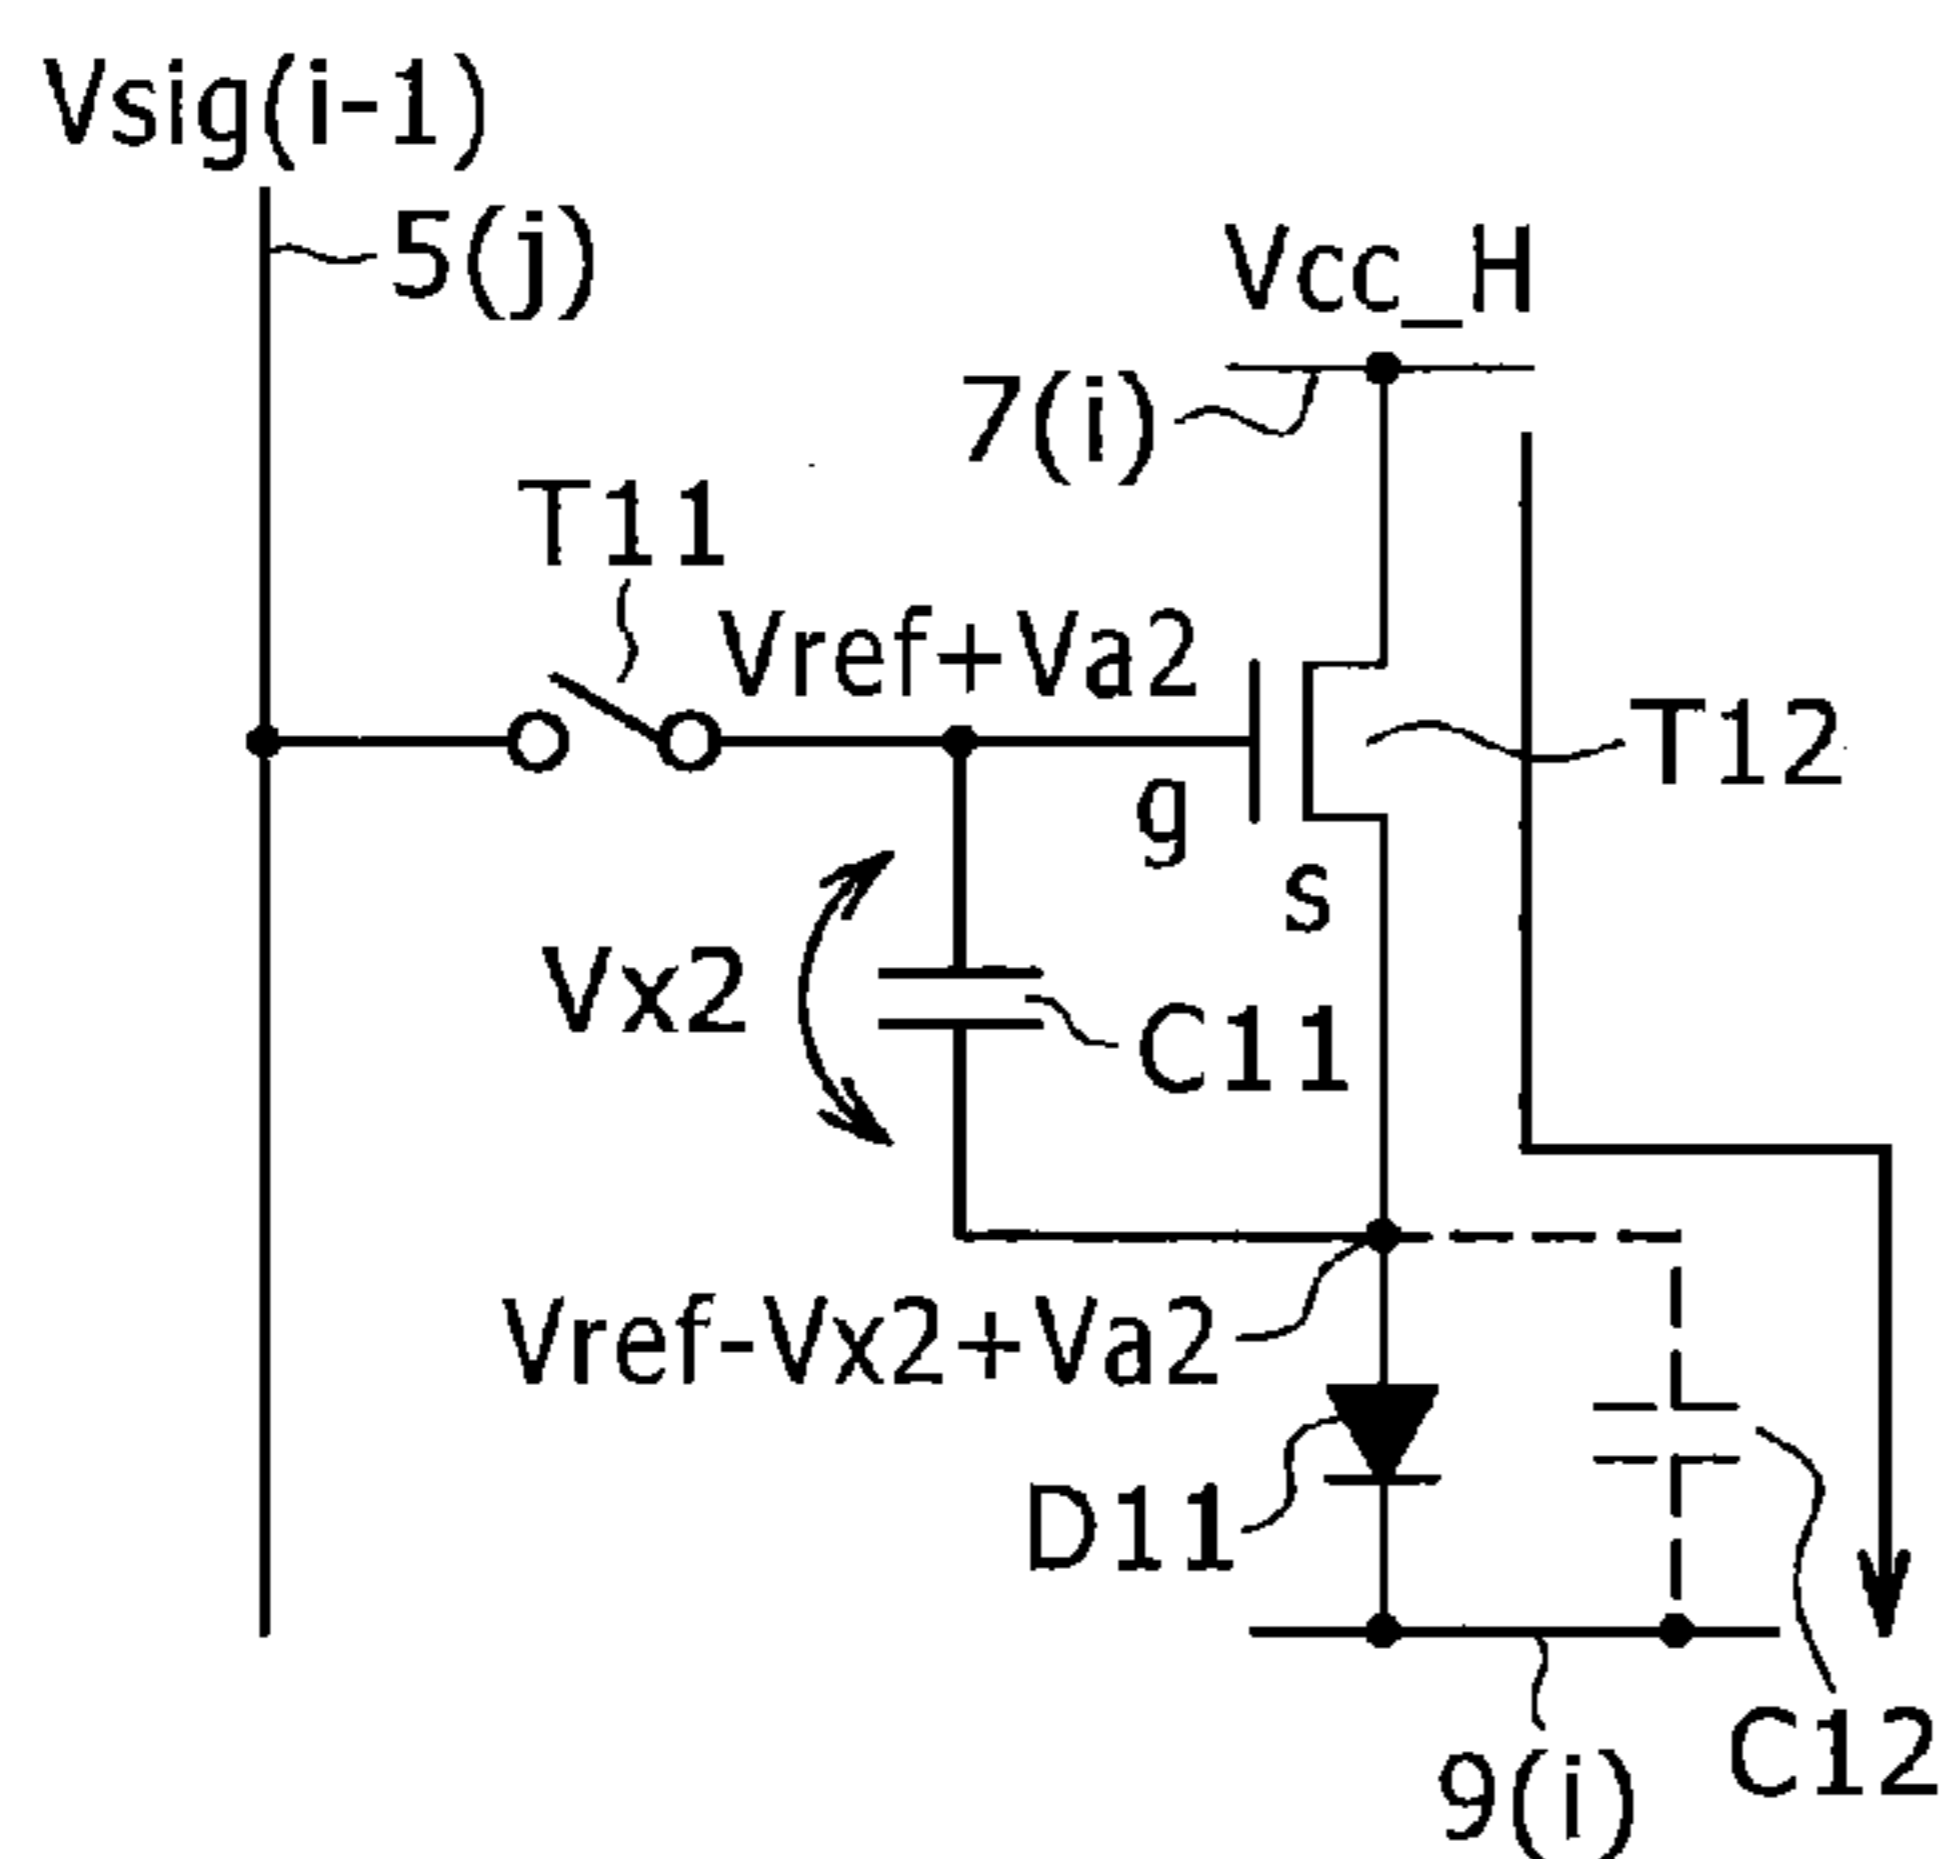 Vsig(i-1)
5(j)
Vcc_H
7(i)
T11
Vref+Va2
T12
g
s
Vx2
C11
Vref-Vx2+Va2
D11
C12
9(i)